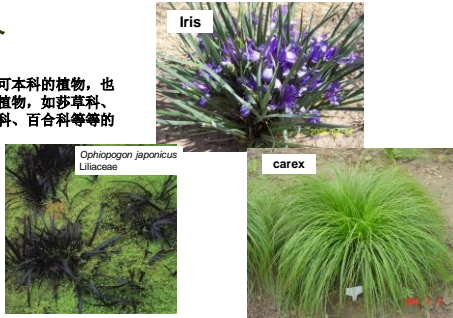 Iris
可本科的植物，也
植物，如莎草科、
科、百合科等等的
Ophiopogon japonicus
Liliaceae
carex